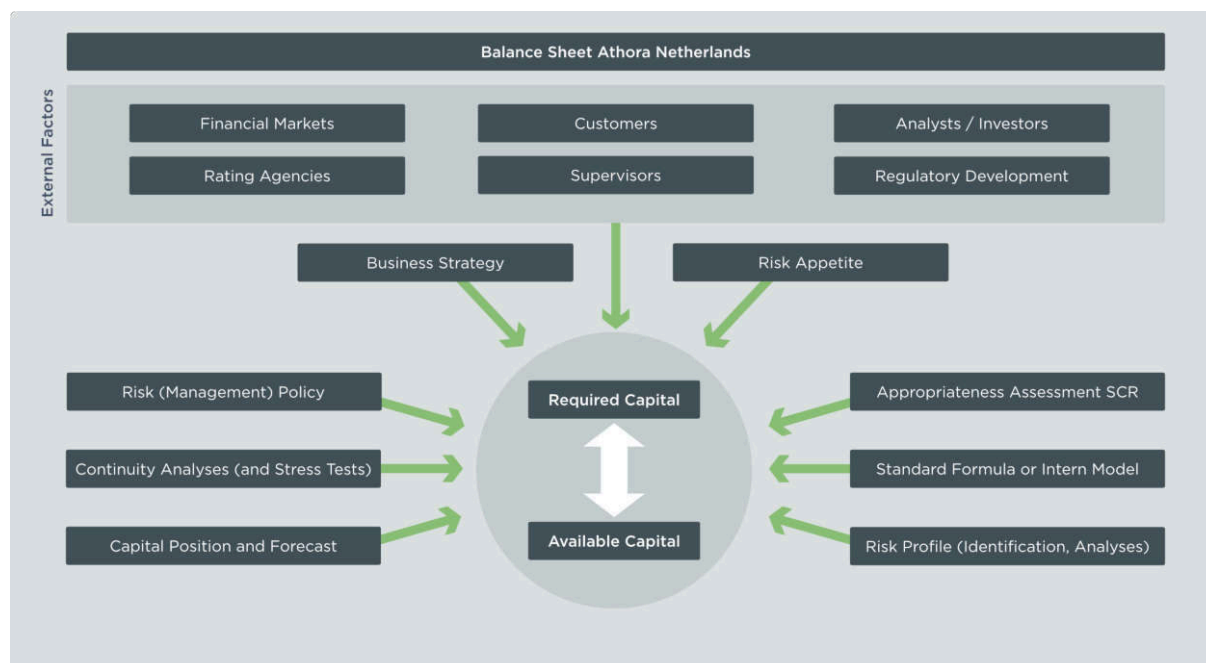 Balance Sheet Athora Netherlands
External Factors
Financial Markets
Customers
Analysts / Investors
Rating Agencies
Supervisors
Regulatory Development
Business Strategy
Risk Appetite
Risk (Management) Policy
Required Capital
Appropriateness Assessment SCR
Continuity Analyses (and Stress Tests)
Standard Formula or Intern Model
Capital Position and Forecast
Available Capital
Risk Profile (Identification, Analyses)